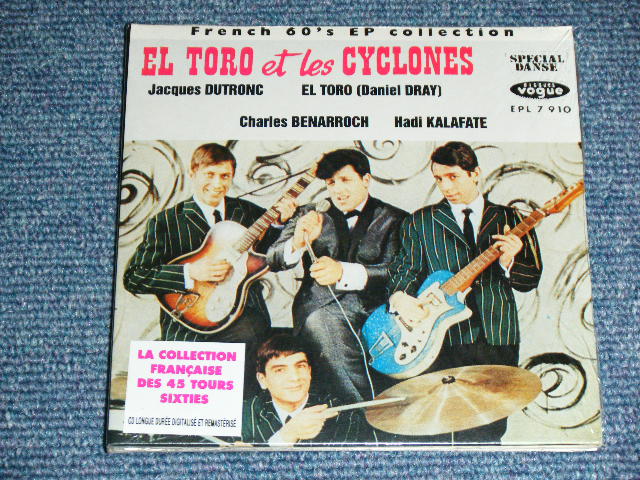 French 60's EP collection
EL TORO et les CYCLONES
SPECIAL DANSE
vogue
EPL 7 910
Jacques DUTRONC EL TORO (Daniel DRAY)
Charles BENARROCH Hadi KALAFATE
LA COLLECTION
FRANÇAISE
DES 45 TOURS
SIXTIES
CD LONGUE DURÉE DIGITALISÉ ET REMASTÉRISÉ